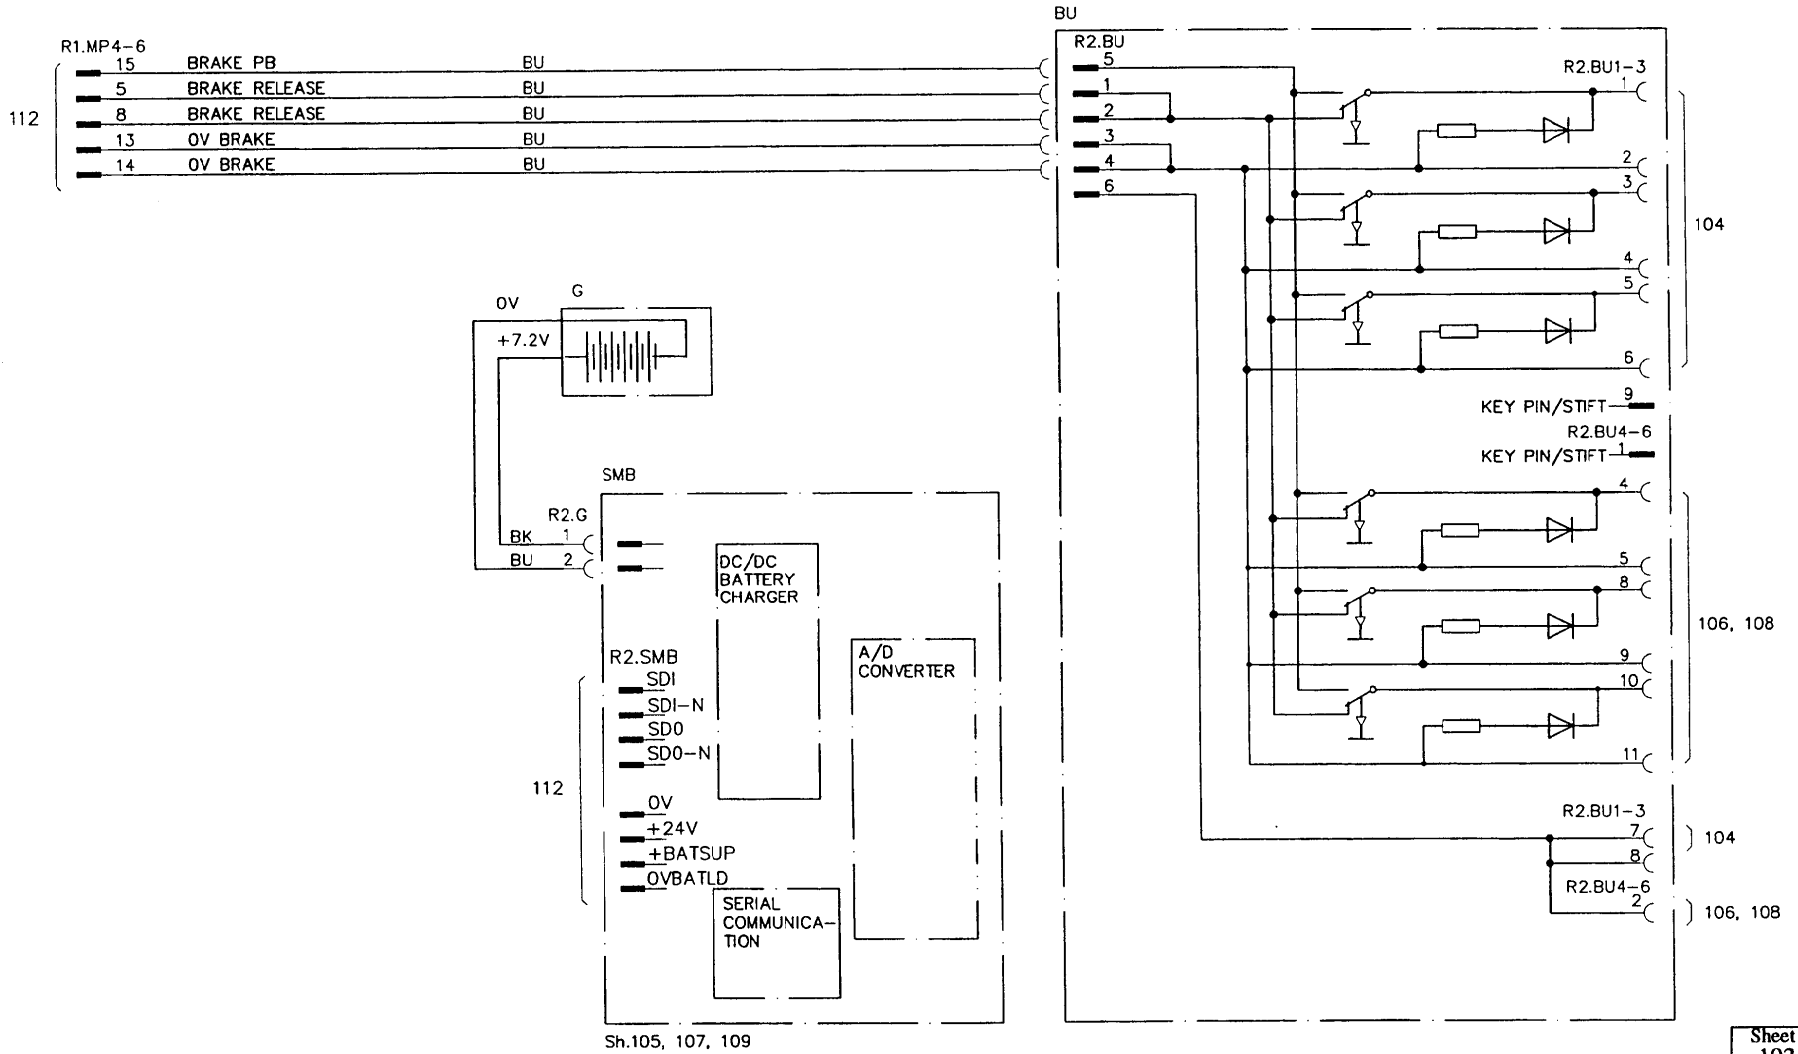 BU
R1.MP4-6
15 BRAKE PB BU
5 BRAKE RELEASE BU
8 BRAKE RELEASE BU
13 0V BRAKE BU
14 0V BRAKE BU
112
R2.BU
5
1
2
3
4
6
R2.BU1-3
1
2
3
4
5
6
104
KEY PIN/STIFT 9
R2.BU4-6
KEY PIN/STIFT 1
4
5
8
9
10
11
106, 108
R2.BU1-3
7
8
104
R2.BU4-6
2
106, 108
G
0V
+7.2V
SMB
R2.G
BK 1
BU 2
DC/DC
BATTERY
CHARGER
A/D
CONVERTER
R2.SMB
SDI
SDI-N
SDO
SDO-N
112
0V
+24V
+BATSUP
0VBATLD
SERIAL
COMMUNICA-
TION
Sh.105, 107, 109
Sheet